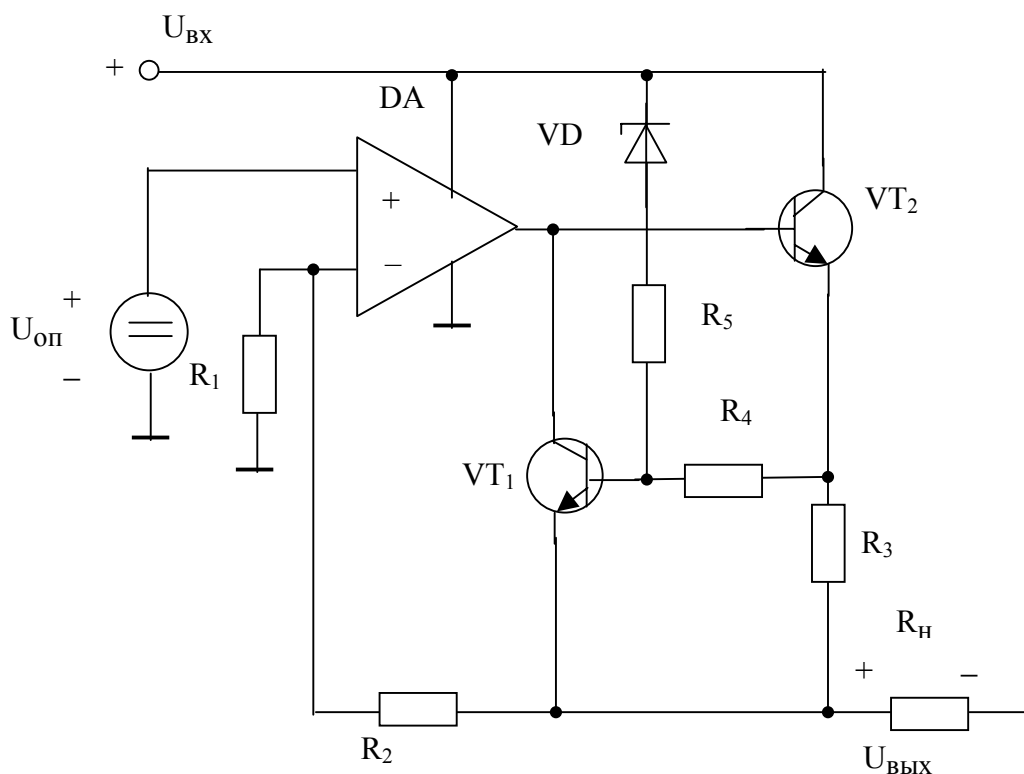 U_вх
+
DA
VD
VT₂
+
−
+
U_оп
−
R₁
R₅
R₄
VT₁
R₃
R_н
+ −
R₂
U_вых